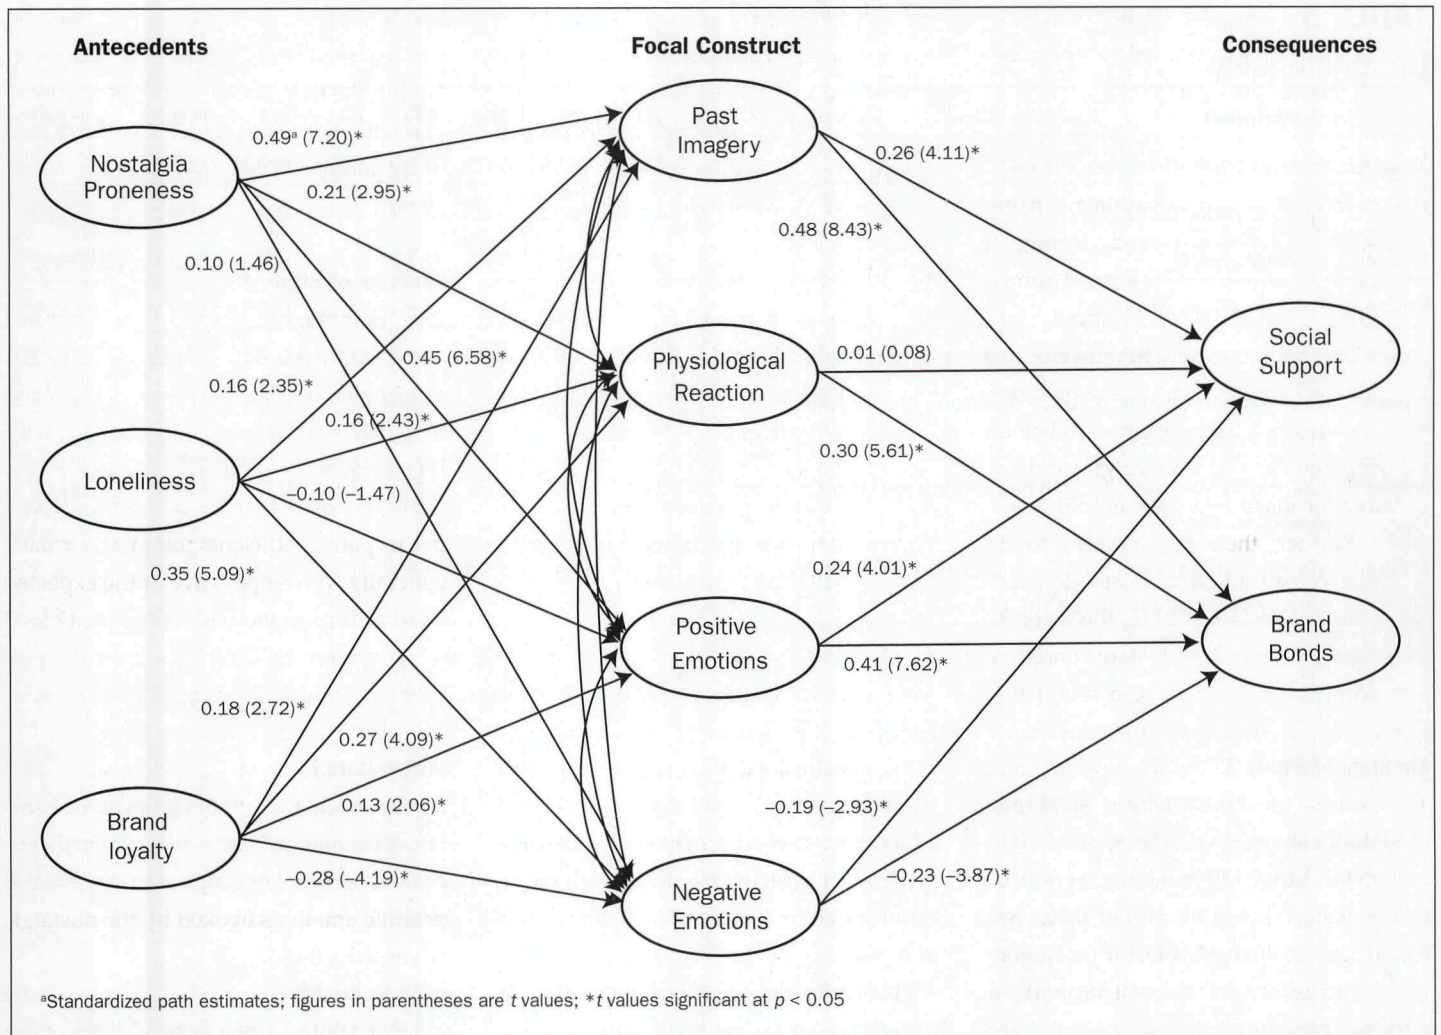 Antecedents
Focal Construct
Consequences
Past
Imagery
0.49ᵃ (7.20)*
0.26 (4.11)*
Nostalgia
Proneness
0.21 (2.95)*
0.48 (8.43)*
0.10 (1.46)
Social
Support
0.45 (6.58)*
Physiological
Reaction
0.01 (0.08)
0.16 (2.35)*
0.16 (2.43)*
0.30 (5.61)*
Loneliness
–0.10 (–1.47)
0.35 (5.09)*
0.24 (4.01)*
Positive
Emotions
Brand
Bonds
0.41 (7.62)*
0.18 (2.72)*
0.27 (4.09)*
0.13 (2.06)*
–0.19 (–2.93)*
Brand
loyalty
–0.28 (–4.19)*
–0.23 (–3.87)*
Negative
Emotions
ᵃStandardized path estimates; figures in parentheses are t values; *t values significant at p < 0.05